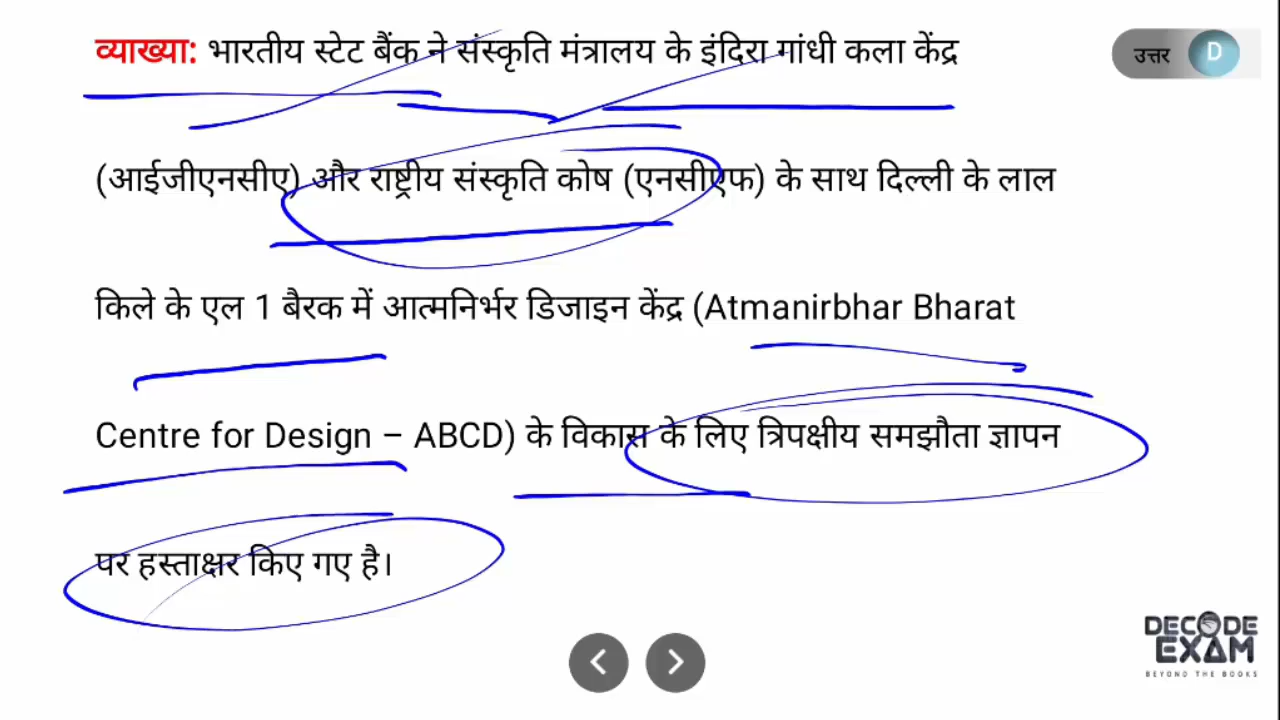 व्याख्या: भारतीय स्टेट बैंक ने संस्कृति मंत्रालय के इंदिरा गांधी कला केंद्र
उत्तर D
(आईजीएनसीए) और राष्ट्रीय संस्कृति कोष (एनसीएफ) के साथ दिल्ली के लाल
किले के एल 1 बैरक में आत्मनिर्भर डिजाइन केंद्र (Atmanirbhar Bharat
Centre for Design – ABCD) के विकास के लिए त्रिपक्षीय समझौता ज्ञापन
पर हस्ताक्षर किए गए है।
DECODE
EXAM
BEYOND THE BOOKS